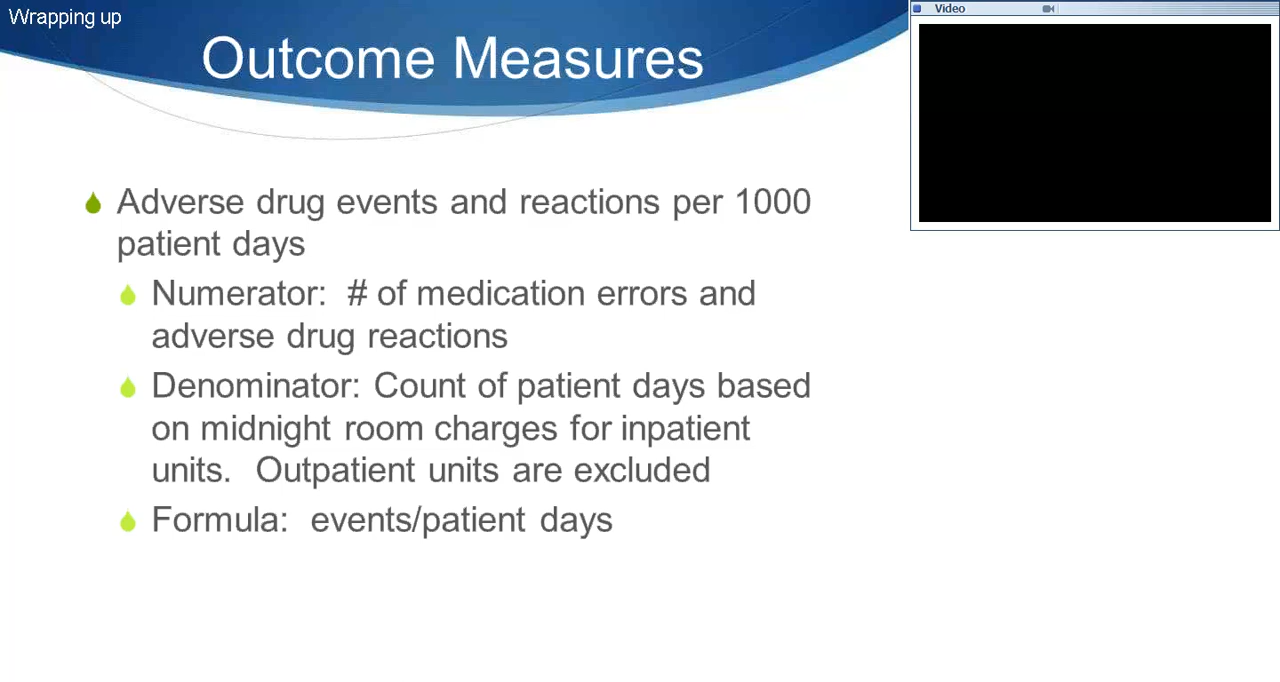 Wrapping up
Outcome Measures
Video
Adverse drug events and reactions per 1000
patient days
Numerator:  # of medication errors and
adverse drug reactions
Denominator: Count of patient days based
on midnight room charges for inpatient
units.  Outpatient units are excluded
Formula:  events/patient days